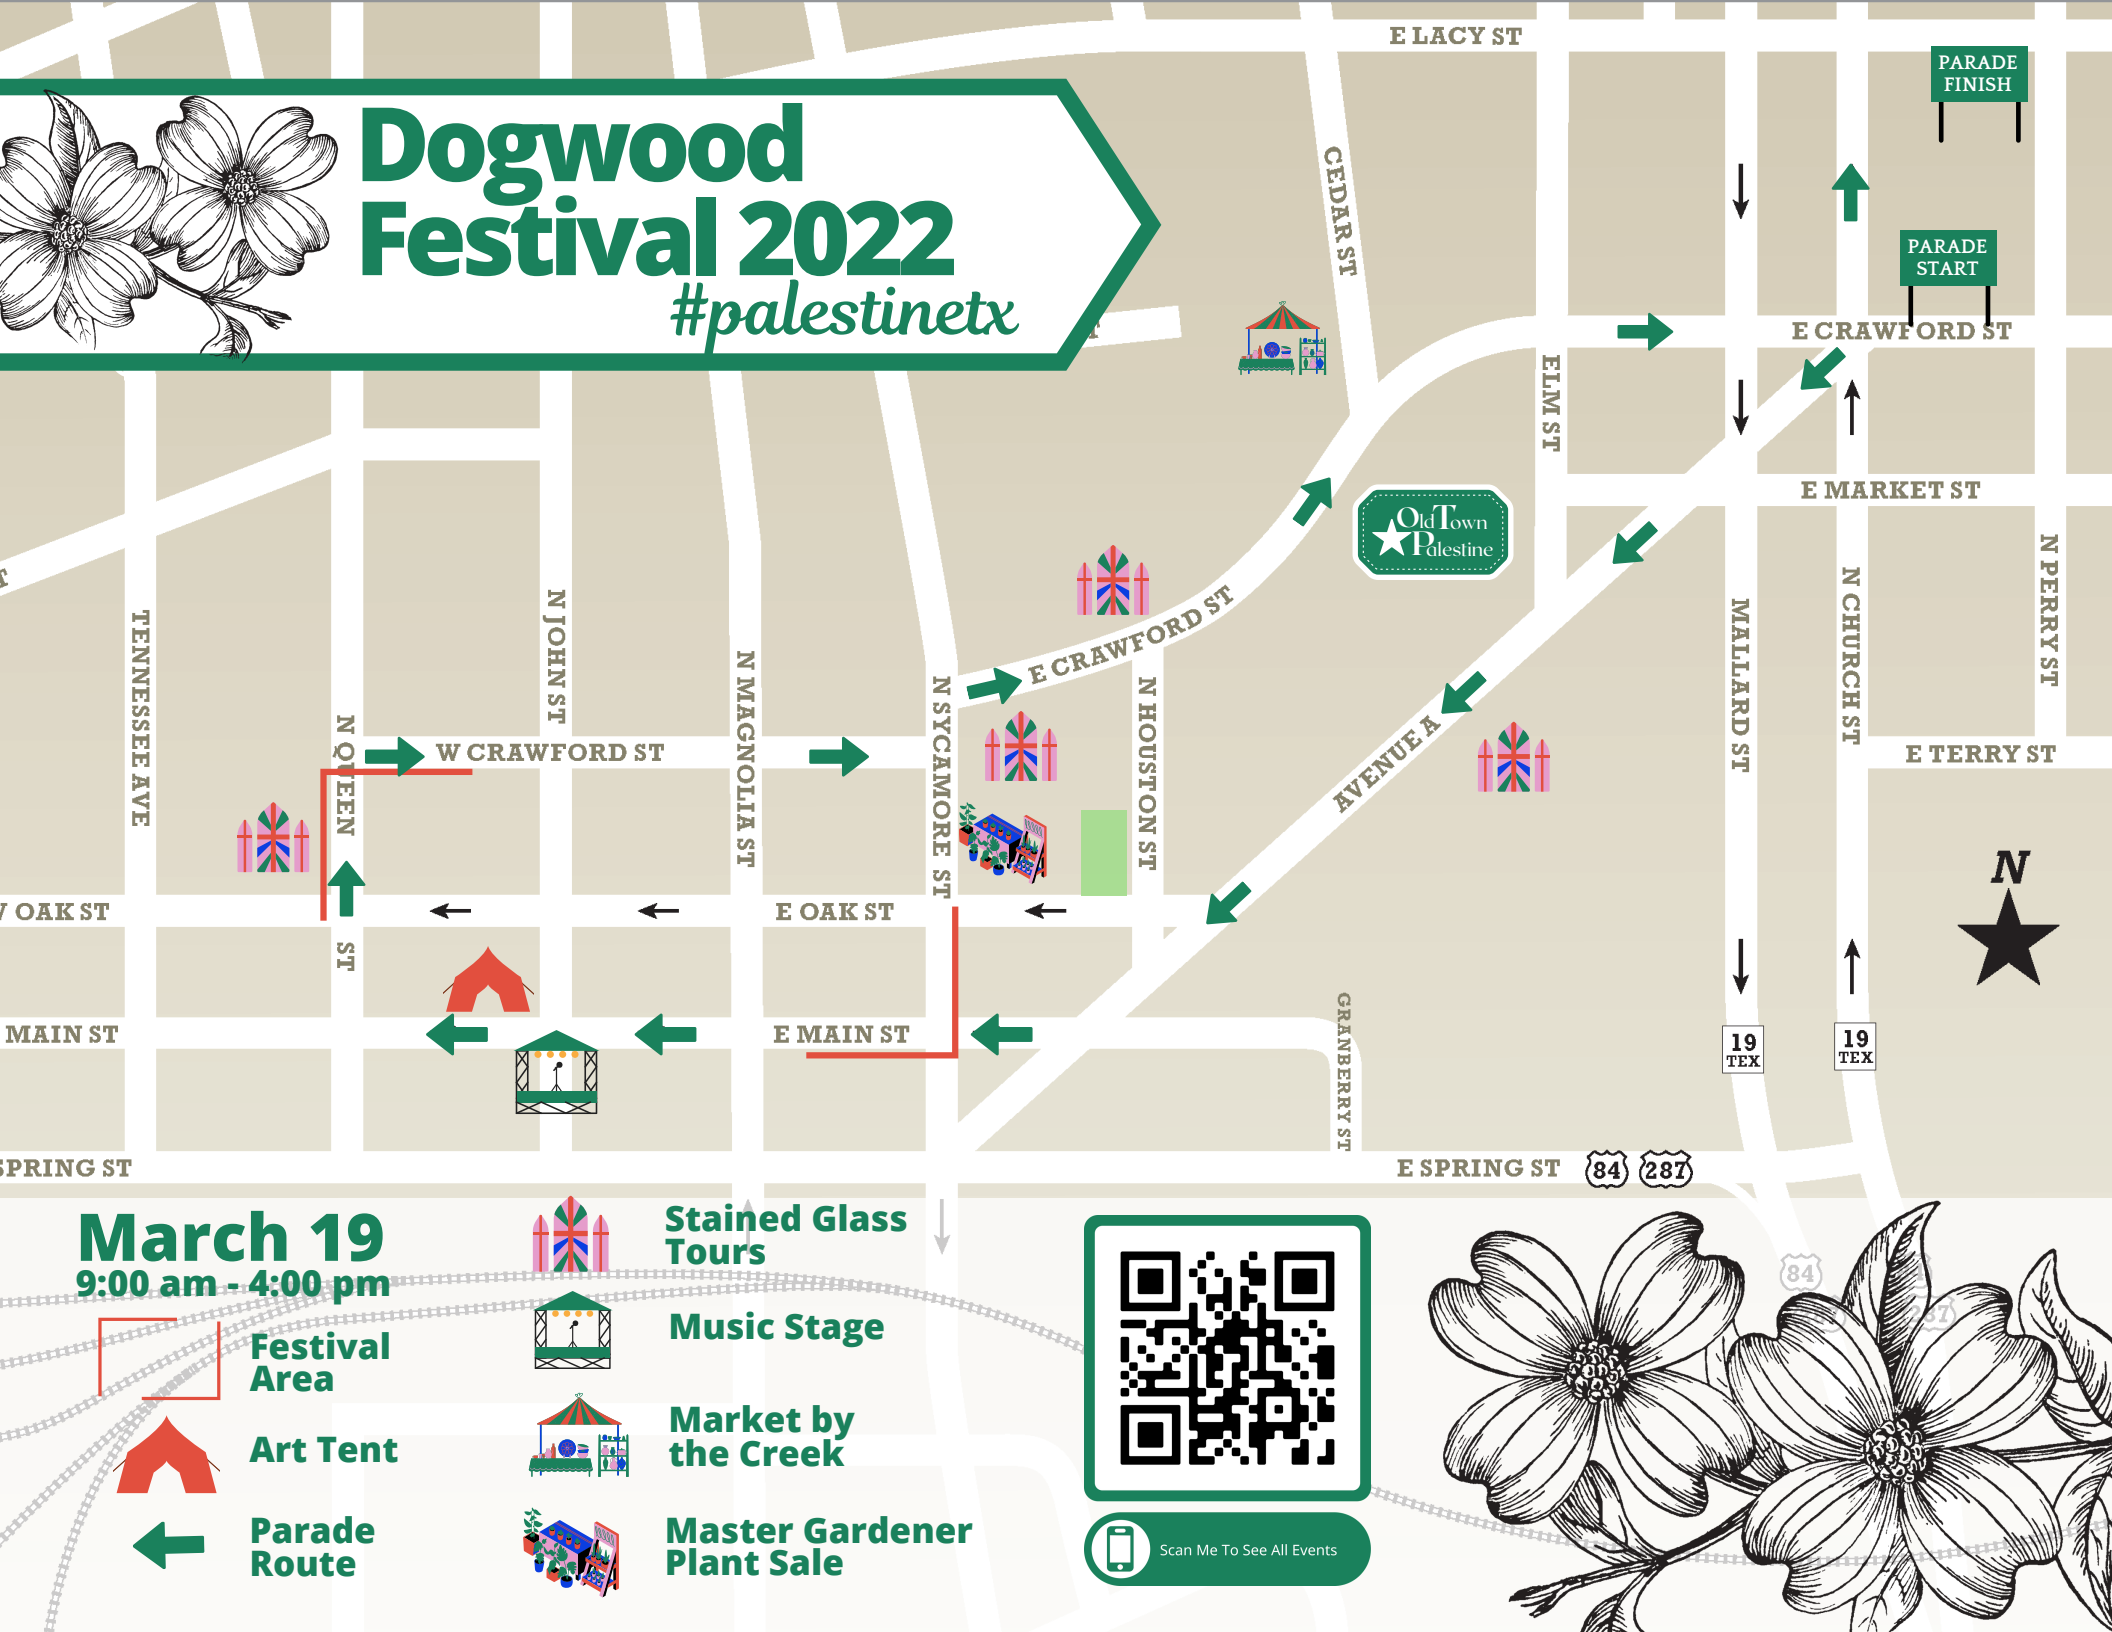 E LACY ST
PARADE
FINISH
Dogwood
Festival 2022
#palestinetx
CEDAR ST
PARADE
START
E CRAWFORD ST
ELM ST
E MARKET ST
Old Town
Palestine
N PERRY ST
N CHURCH ST
MALLARD ST
TENNESSEE AVE
N JOHN ST
N QUEEN ST
N MAGNOLIA ST
N SYCAMORE ST
E CRAWFORD ST
N HOUSTON ST
W CRAWFORD ST
AVENUE A
E TERRY ST
N
W OAK ST
E OAK ST
MAIN ST
E MAIN ST
GRANBERRY ST
19
TEX
19
TEX
SPRING ST
E SPRING ST
84
287
March 19
9:00 am - 4:00 pm
Festival
Area
Art Tent
Parade
Route
Stained Glass
Tours
Music Stage
Market by
the Creek
Master Gardener
Plant Sale
Scan Me To See All Events
84
287